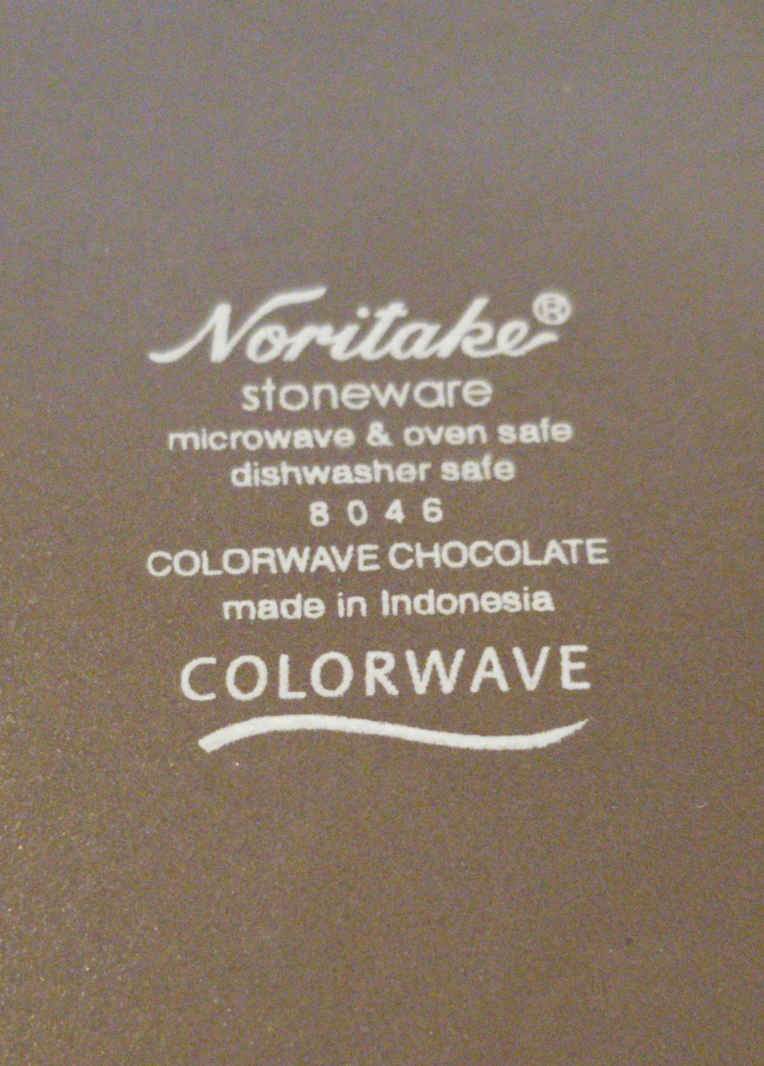 Noritake®
stoneware
microwave & oven safe
dishwasher safe
8 0 4 6
COLORWAVE CHOCOLATE
made in Indonesia
COLORWAVE